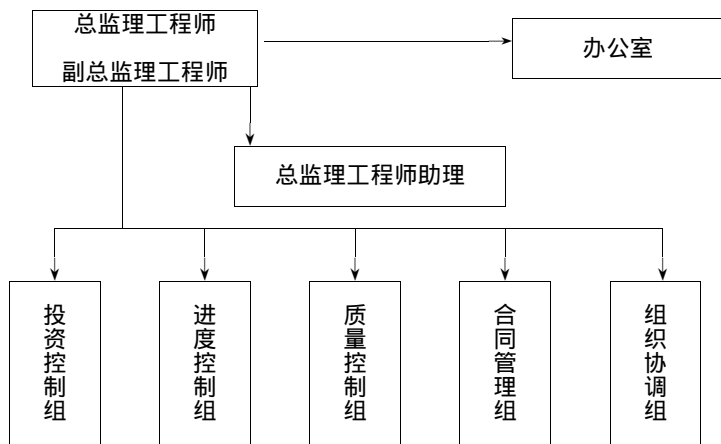 总监理工程师
副总监理工程师
办公室
总监理工程师助理
投资控制组
进度控制组
质量控制组
合同管理组
组织协调组